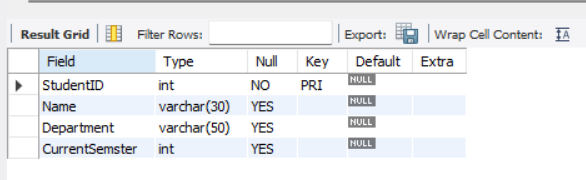 Result Grid Filter Rows: Export: Wrap Cell Content: IA
Field Type Null Key Default Extra
StudentID int NO PRI NULL
Name varchar(30) YES NULL
Department varchar(50) YES NULL
CurrentSemster int YES NULL